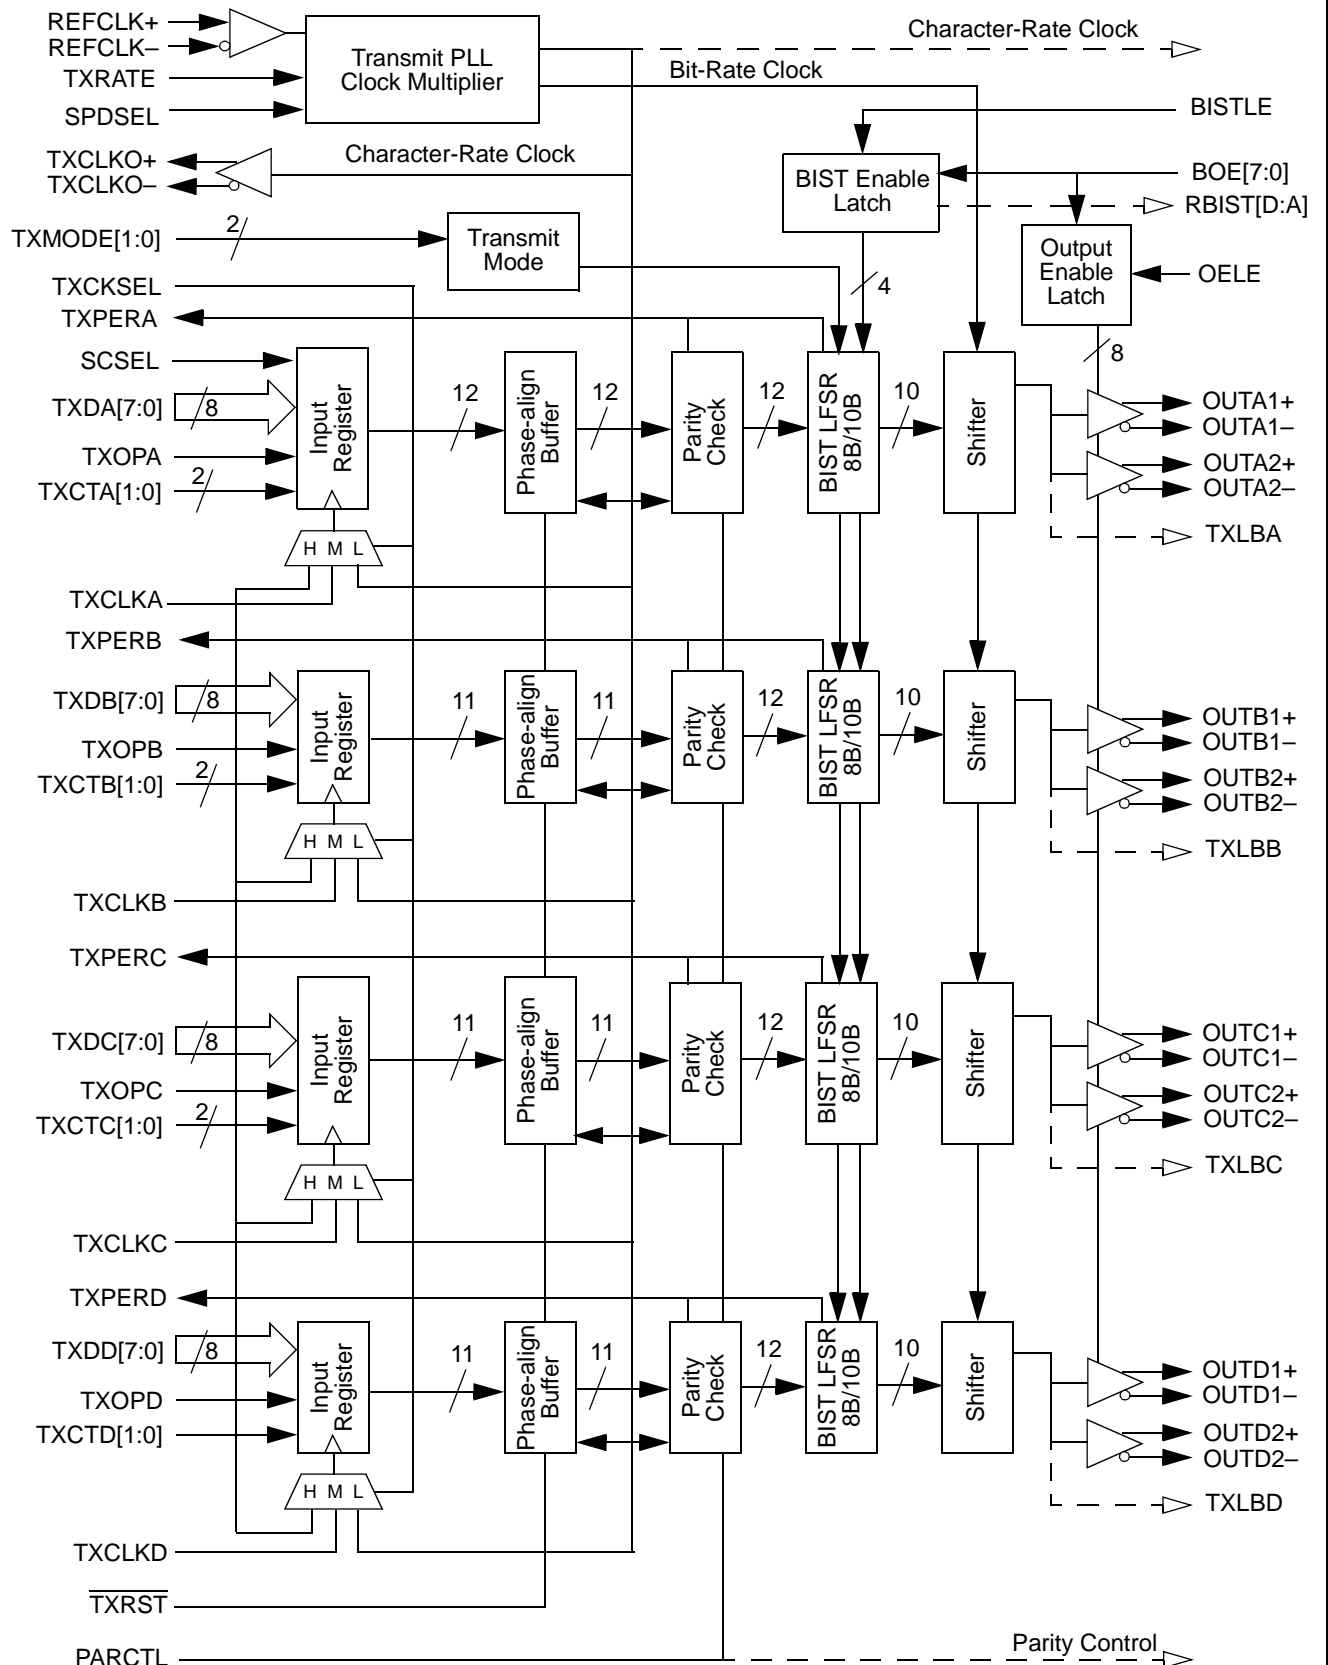 REFCLK+
REFCLK–
TXRATE
SPDSEL
Transmit PLL
Clock Multiplier
Character-Rate Clock
Bit-Rate Clock
BISTLE
TXCLKO+
TXCLKO–
Character-Rate Clock
BIST Enable
Latch
BOE[7:0]
RBIST[D:A]
TXMODE[1:0]
2
Transmit
Mode
Output
Enable
Latch
OELE
TXCKSEL
4
TXPERA
8
SCSEL
TXDA[7:0]
8
TXOPA
TXCTA[1:0]
2
Input
Register
12
Phase-align
Buffer
12
Parity
Check
12
BIST LFSR
8B/10B
10
Shifter
OUTA1+
OUTA1–
OUTA2+
OUTA2–
TXLBA
H M L
TXCLKA
TXPERB
TXDB[7:0]
8
TXOPB
TXCTB[1:0]
2
Input
Register
11
Phase-align
Buffer
11
Parity
Check
12
BIST LFSR
8B/10B
10
Shifter
OUTB1+
OUTB1–
OUTB2+
OUTB2–
TXLBB
H M L
TXCLKB
TXPERC
TXDC[7:0]
8
TXOPC
TXCTC[1:0]
2
Input
Register
11
Phase-align
Buffer
11
Parity
Check
12
BIST LFSR
8B/10B
10
Shifter
OUTC1+
OUTC1–
OUTC2+
OUTC2–
TXLBC
H M L
TXCLKC
TXPERD
TXDD[7:0]
8
TXOPD
TXCTD[1:0]
Input
Register
11
Phase-align
Buffer
11
Parity
Check
12
BIST LFSR
8B/10B
10
Shifter
OUTD1+
OUTD1–
OUTD2+
OUTD2–
TXLBD
H M L
TXCLKD
TXRST
PARCTL
Parity Control